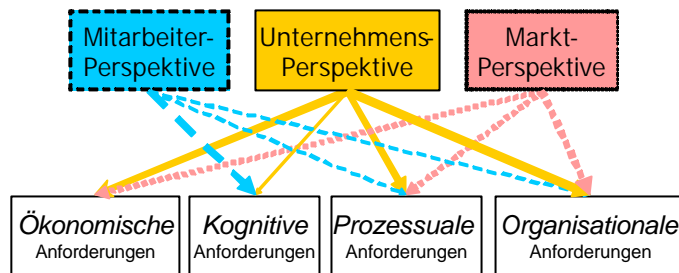 Mitarbeiter-
Perspektive
Unternehmens-
Perspektive
Markt-
Perspektive
Ökonomische
Anforderungen
Kognitive
Anforderungen
Prozessuale
Anforderungen
Organisationale
Anforderungen